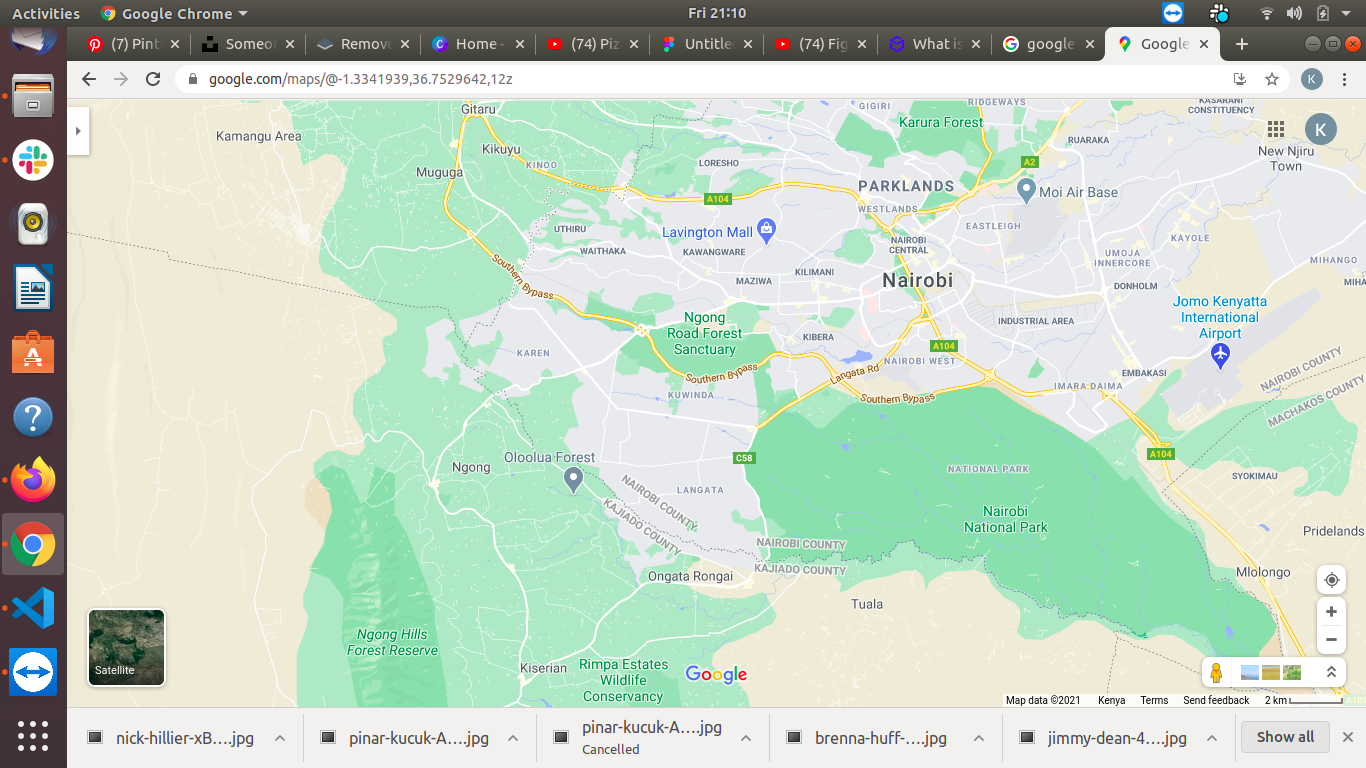 Activities
Google Chrome
Fri 21:10
(7) Pint
Someo
Remove
Home -
(74) Piz
Untitle
(74) Fig
What is
google
Google
google.com/maps/@-1.3341939,36.7529642,12z
K
K
Gitaru
Kamangu Area
Kikuyu
KINOO
Muguga
LORESHO
GIGIRI
RIDGEWAYS
KASARANI
CONSTITUENCY
Karura Forest
RUARAKA
New Njiru
Town
A2
A104
PARKLANDS
Moi Air Base
WESTLANDS
UTHIRU
Lavington Mall
EASTLEIGH
WAITHAKA
KAWANGWARE
NAIROBI
CENTRAL
KAYOLE
UMOJA
INNERCORE
MIHANGO
Southern Bypass
MAZIWA
KILIMANI
Nairobi
DONHOLM
MIHA
Jomo Kenyatta
International
Airport
Ngong
Road Forest
Sanctuary
INDUSTRIAL AREA
KIBERA
KAREN
A104
NAIROBI WEST
Langata Rd
Southern Bypass
NAIROBI COUNTY
MACHAKOS COUNTY
EMBAKASI
IMARA DAIMA
KUWINDA
Southern Bypass
Oloolua Forest
Ngong
C58
A104
NATIONAL PARK
SYOKIMAU
NAIROBI COUNTY
KAJIADO COUNTY
LANGATA
Nairobi
National Park
Pridelands
NAIROBI COUNTY
KAJIADO COUNTY
Ongata Rongai
Mlolongo
Tuala
Ngong Hills
Forest Reserve
Satellite
Kiserian
Rimpa Estates
Wildlife
Conservancy
Google
Map data ©2021
Kenya
Terms
Send feedback
2 km
nick-hillier-xB....jpg
pinar-kucuk-A....jpg
pinar-kucuk-A....jpg
Cancelled
brenna-huff-....jpg
jimmy-dean-4....jpg
Show all